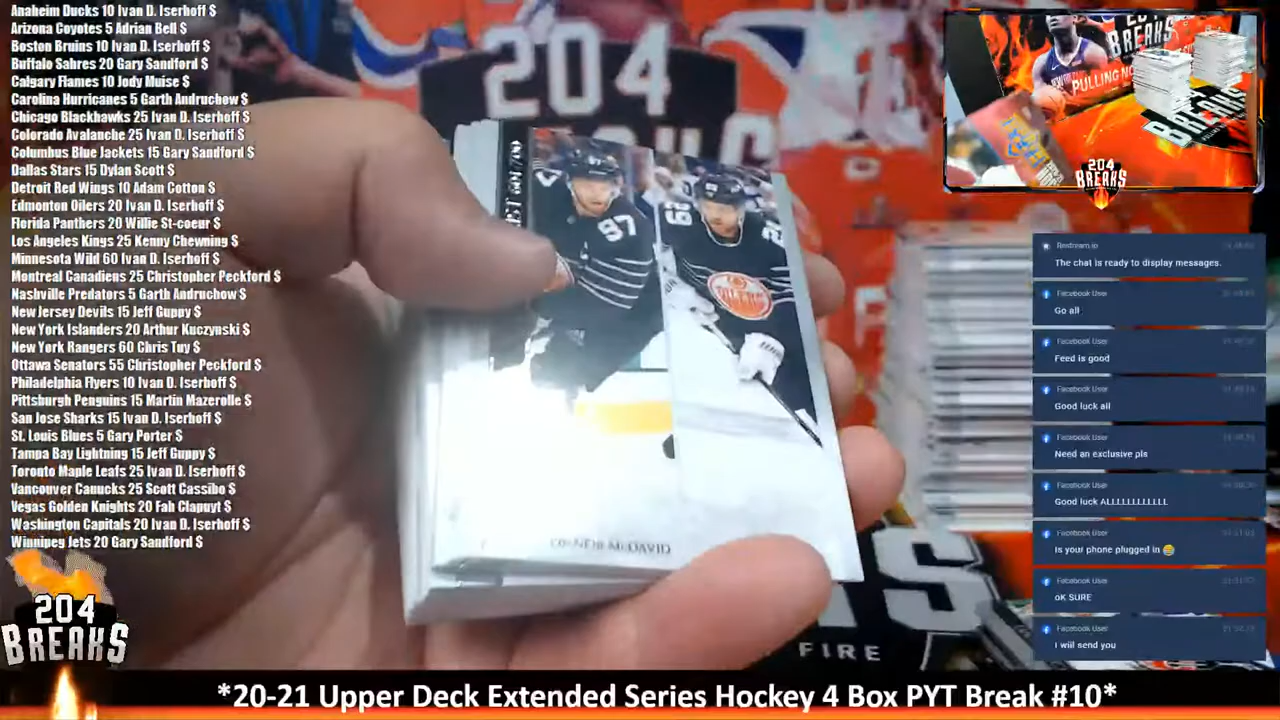 Anaheim Ducks 10 Ivan D. Iserhoff $
Arizona Coyotes 5 Adrian Bell $
Boston Bruins 10 Ivan D. Iserhoff $
Buffalo Sabres 20 Gary Sandford $
Calgary Flames 10 Jody Muise $
Carolina Hurricanes 5 Garth Andruchow $
Chicago Blackhawks 25 Ivan D. Iserhoff $
Colorado Avalanche 25 Ivan D. Iserhoff $
Columbus Blue Jackets 15 Gary Sandford $
Dallas Stars 15 Dylan Scott $
Detroit Red Wings 10 Adam Cotton $
Edmonton Oilers 20 Ivan D. Iserhoff $
Florida Panthers 20 Willie St-coeur $
Los Angeles Kings 25 Kenny Chewning $
Minnesota Wild 60 Ivan D. Iserhoff $
Montreal Canadiens 25 Christopher Peckford $
Nashville Predators 5 Garth Andruchow $
New Jersey Devils 15 Jeff Guppy $
New York Islanders 20 Arthur Kuczynski $
New York Rangers 60 Chris Tuy $
Ottawa Senators 55 Christopher Peckford $
Philadelphia Flyers 10 Ivan D. Iserhoff $
Pittsburgh Penguins 15 Martin Mazerolle $
San Jose Sharks 15 Ivan D. Iserhoff $
St. Louis Blues 5 Gary Porter $
Tampa Bay Lightning 15 Jeff Guppy $
Toronto Maple Leafs 25 Ivan D. Iserhoff $
Vancouver Canucks 25 Scott Cassibo $
Vegas Golden Knights 20 Fah Clapuyt $
Washington Capitals 20 Ivan D. Iserhoff $
Winnipeg Jets 20 Gary Sandford $
204
BREAKS
204
97
29
OILERS
CONNOR McDAVID
FIRE
BREAKS
PULLING
BREAKS
204
BREAKS
Restream.io
The chat is ready to display messages.
Facebook User
Go all
Facebook User
Feed is good
Facebook User
Good luck all
Facebook User
Need an exclusive pls
Facebook User
Good luck ALLLLLLLLLLL
Facebook User
Is your phone plugged in
Facebook User
oK SURE
Facebook User
I will send you
*20-21 Upper Deck Extended Series Hockey 4 Box PYT Break #10*